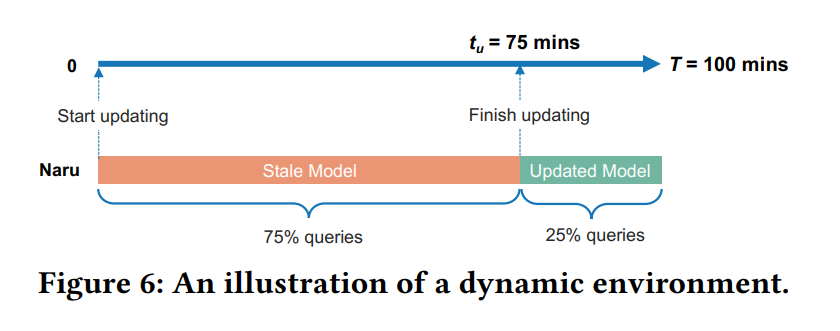 t_u = 75 mins
0
T = 100 mins
Start updating
Finish updating
Naru
Stale Model
Updated Model
75% queries
25% queries
Figure 6: An illustration of a dynamic environment.